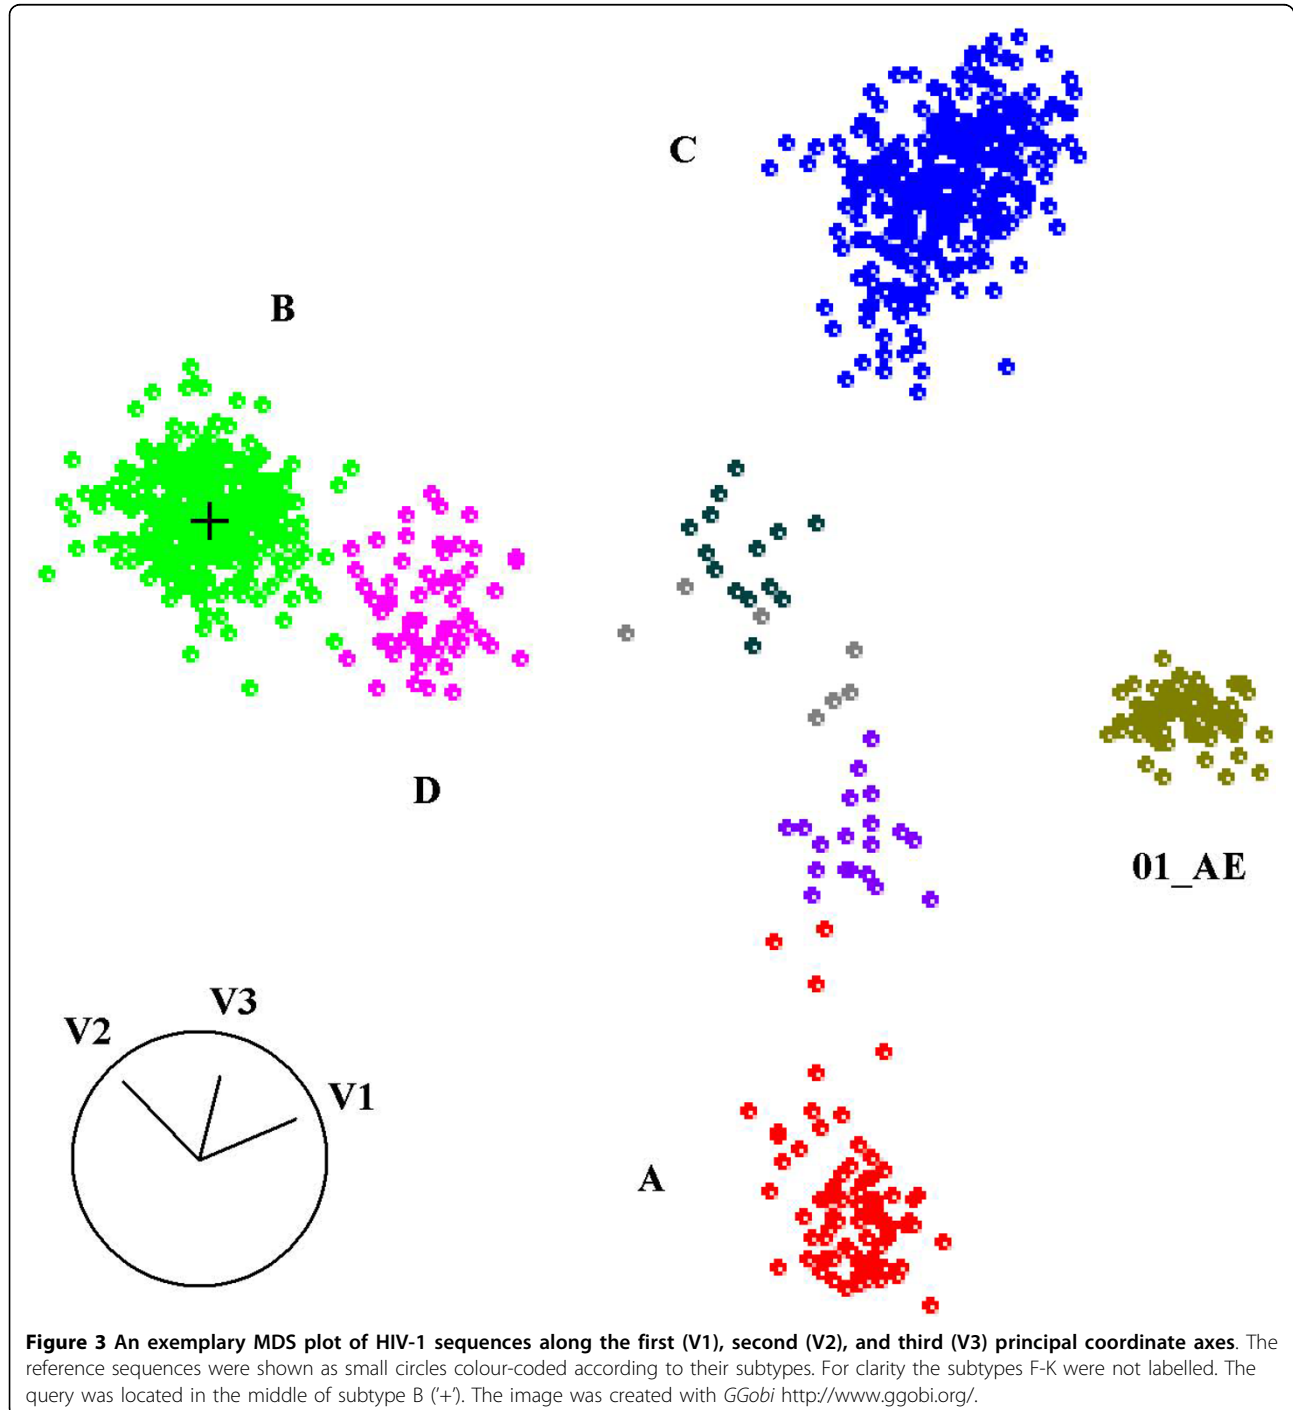 C
B
D
01_AE
V3
V2
V1
A
Figure 3 An exemplary MDS plot of HIV-1 sequences along the first (V1), second (V2), and third (V3) principal coordinate axes. The
reference sequences were shown as small circles colour-coded according to their subtypes. For clarity the subtypes F-K were not labelled. The
query was located in the middle of subtype B ('+'). The image was created with GGobi http://www.ggobi.org/.